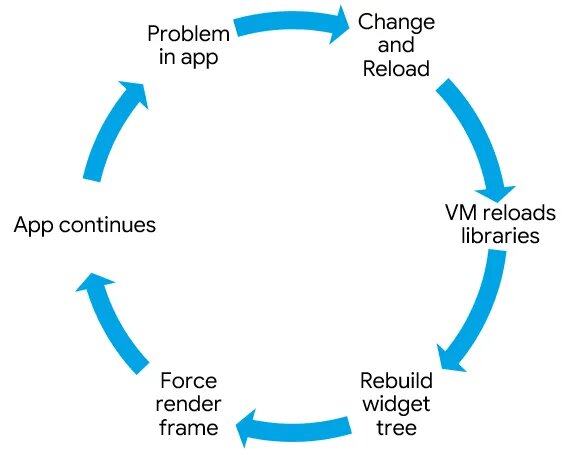 Problem
in app
Change
and
Reload
VM reloads
libraries
Rebuild
widget
tree
Force
render
frame
App continues